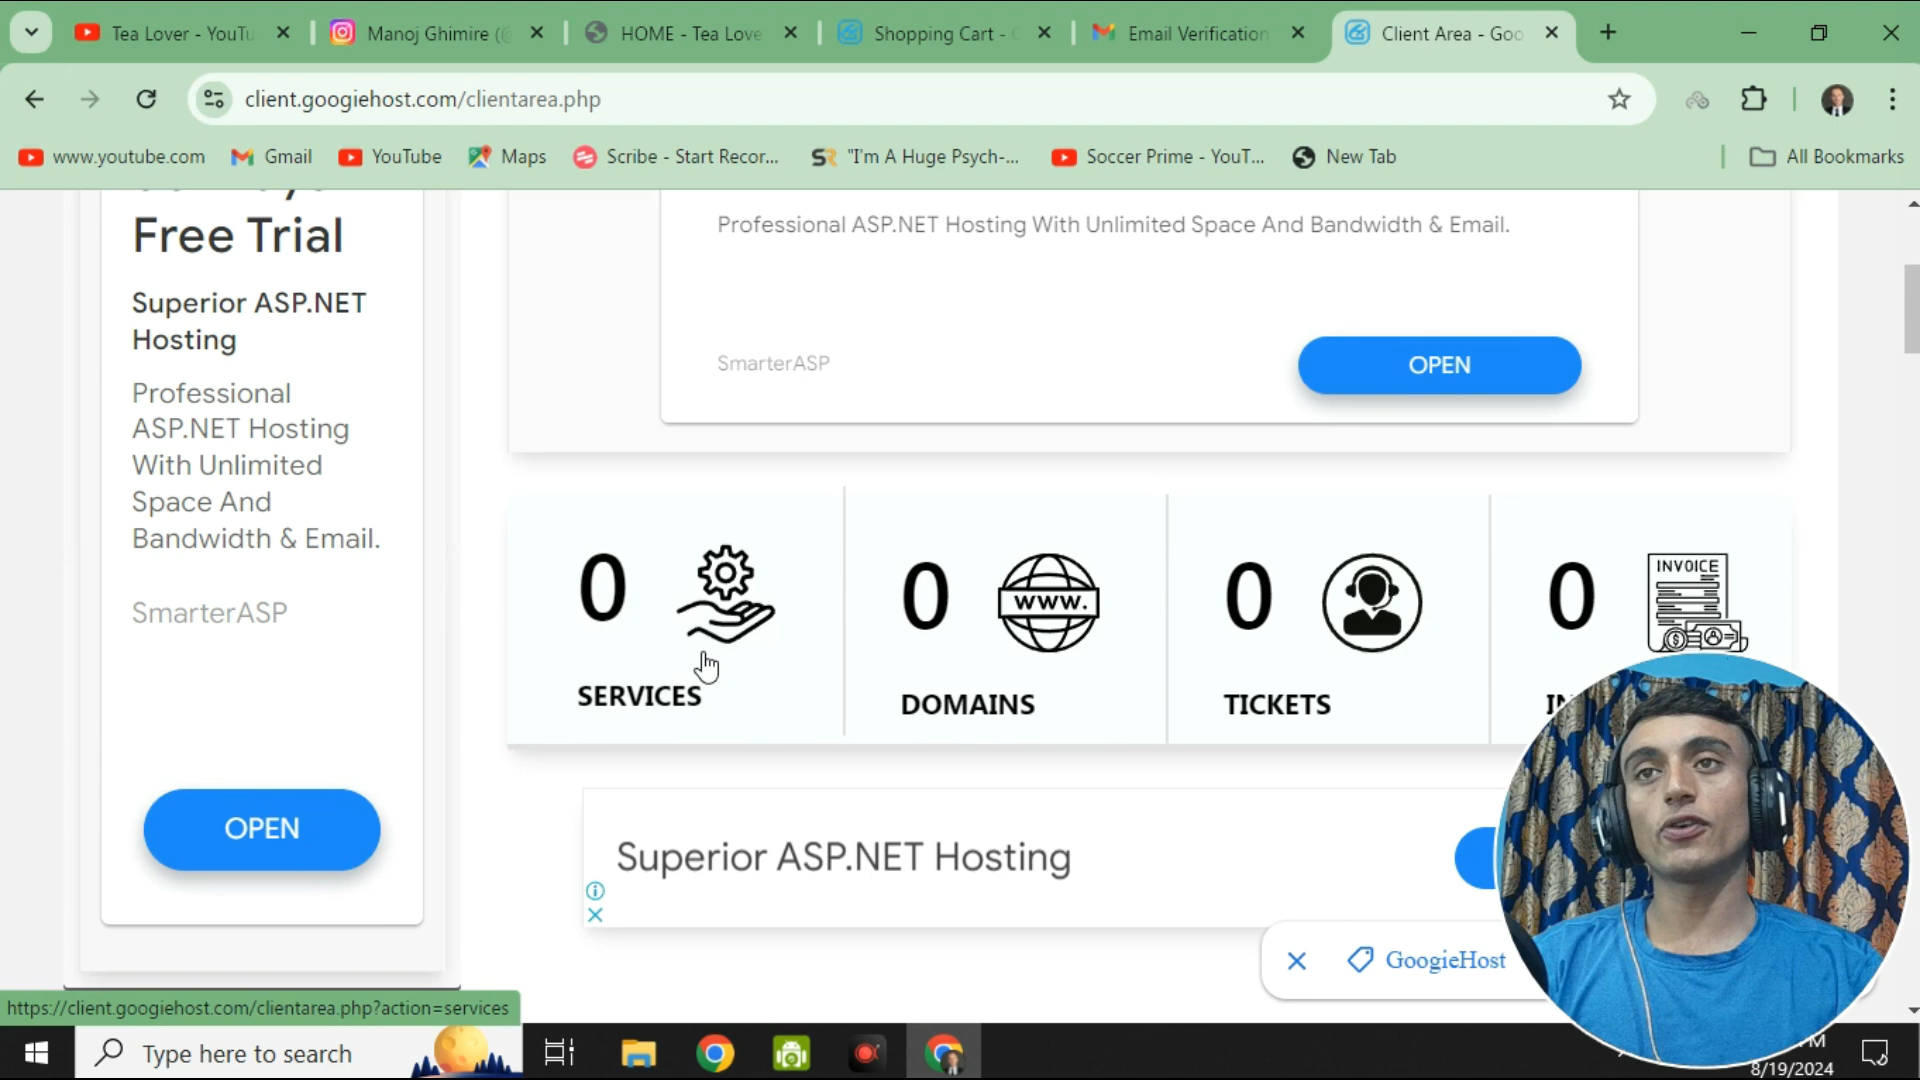 Tea Lover - YouTu
Manoj Ghimire (@
HOME - Tea Love
Shopping Cart -
Email Verification
Client Area - Goo
client.googiehost.com/clientarea.php
www.youtube.com
Gmail
YouTube
Maps
Scribe - Start Recor...
"I'm A Huge Psych-...
Soccer Prime - YouT...
New Tab
All Bookmarks
Free Trial
Superior ASP.NET
Hosting
Professional
ASP.NET Hosting
With Unlimited
Space And
Bandwidth & Email.
SmarterASP
OPEN
Professional ASP.NET Hosting With Unlimited Space And Bandwidth & Email.
SmarterASP
OPEN
0
SERVICES
0
WWW.
DOMAINS
0
TICKETS
0
INVOICE
IN
Superior ASP.NET Hosting
GoogieHost
https://client.googiehost.com/clientarea.php?action=services
Type here to search
8/19/2024